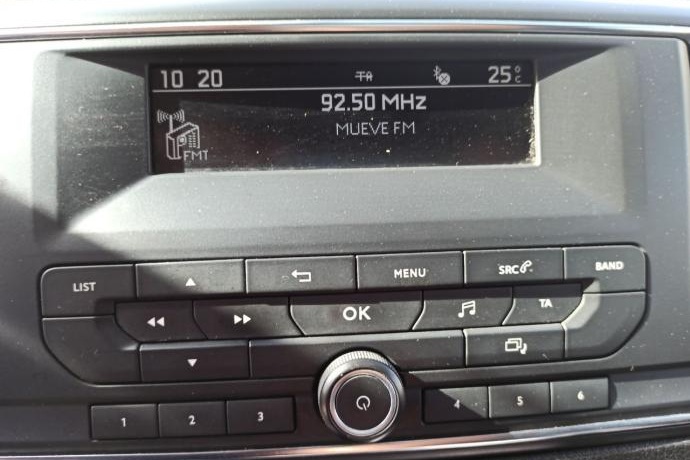 10 20 TA 25°C
92.50 MHz
MUEVE FM
FMT
LIST MENU SRC BAND
OK TA
1 2 3 4 5 6